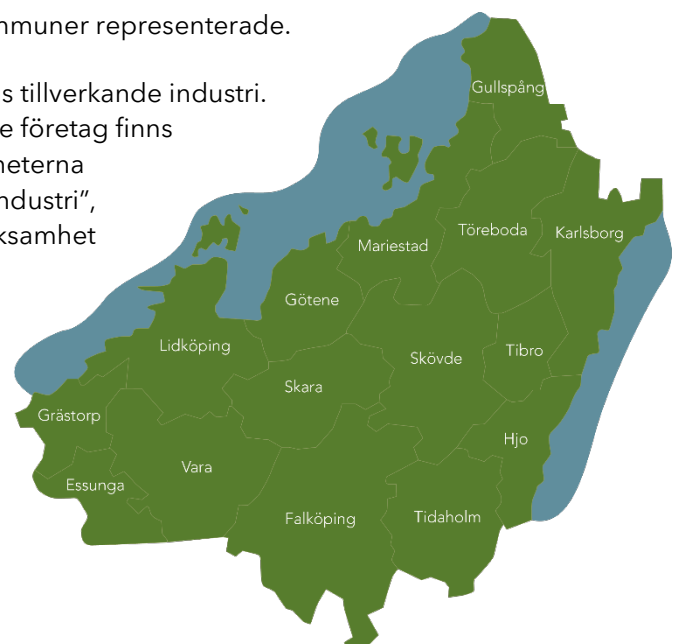 mmuner representerade.
s tillverkande industri.
e företag finns
heterna
ndustri”,
ksamhet
Gullspång
Töreboda
Karlsborg
Mariestad
Götene
Lidköping
Tibro
Skövde
Skara
Grästorp
Hjo
Vara
Essunga
Tidaholm
Falköping